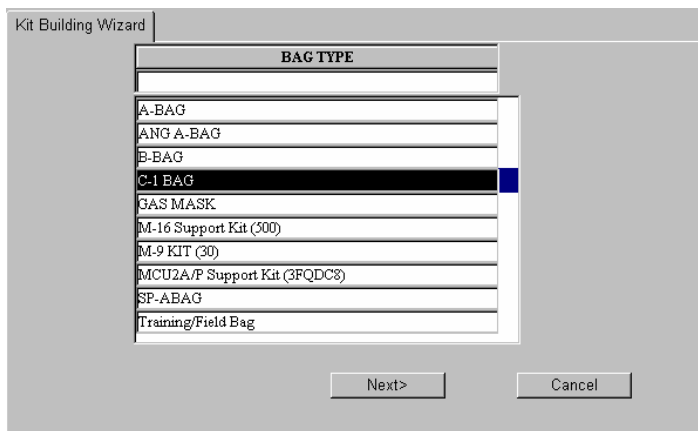 Kit Building Wizard
BAG TYPE
A-BAG
ANG A-BAG
B-BAG
C-1 BAG
GAS MASK
M-16 Support Kit (500)
M-9 KIT (30)
MCU2A/P Support Kit (3FQDC8)
SP-ABAG
Training/Field Bag
Next> Cancel